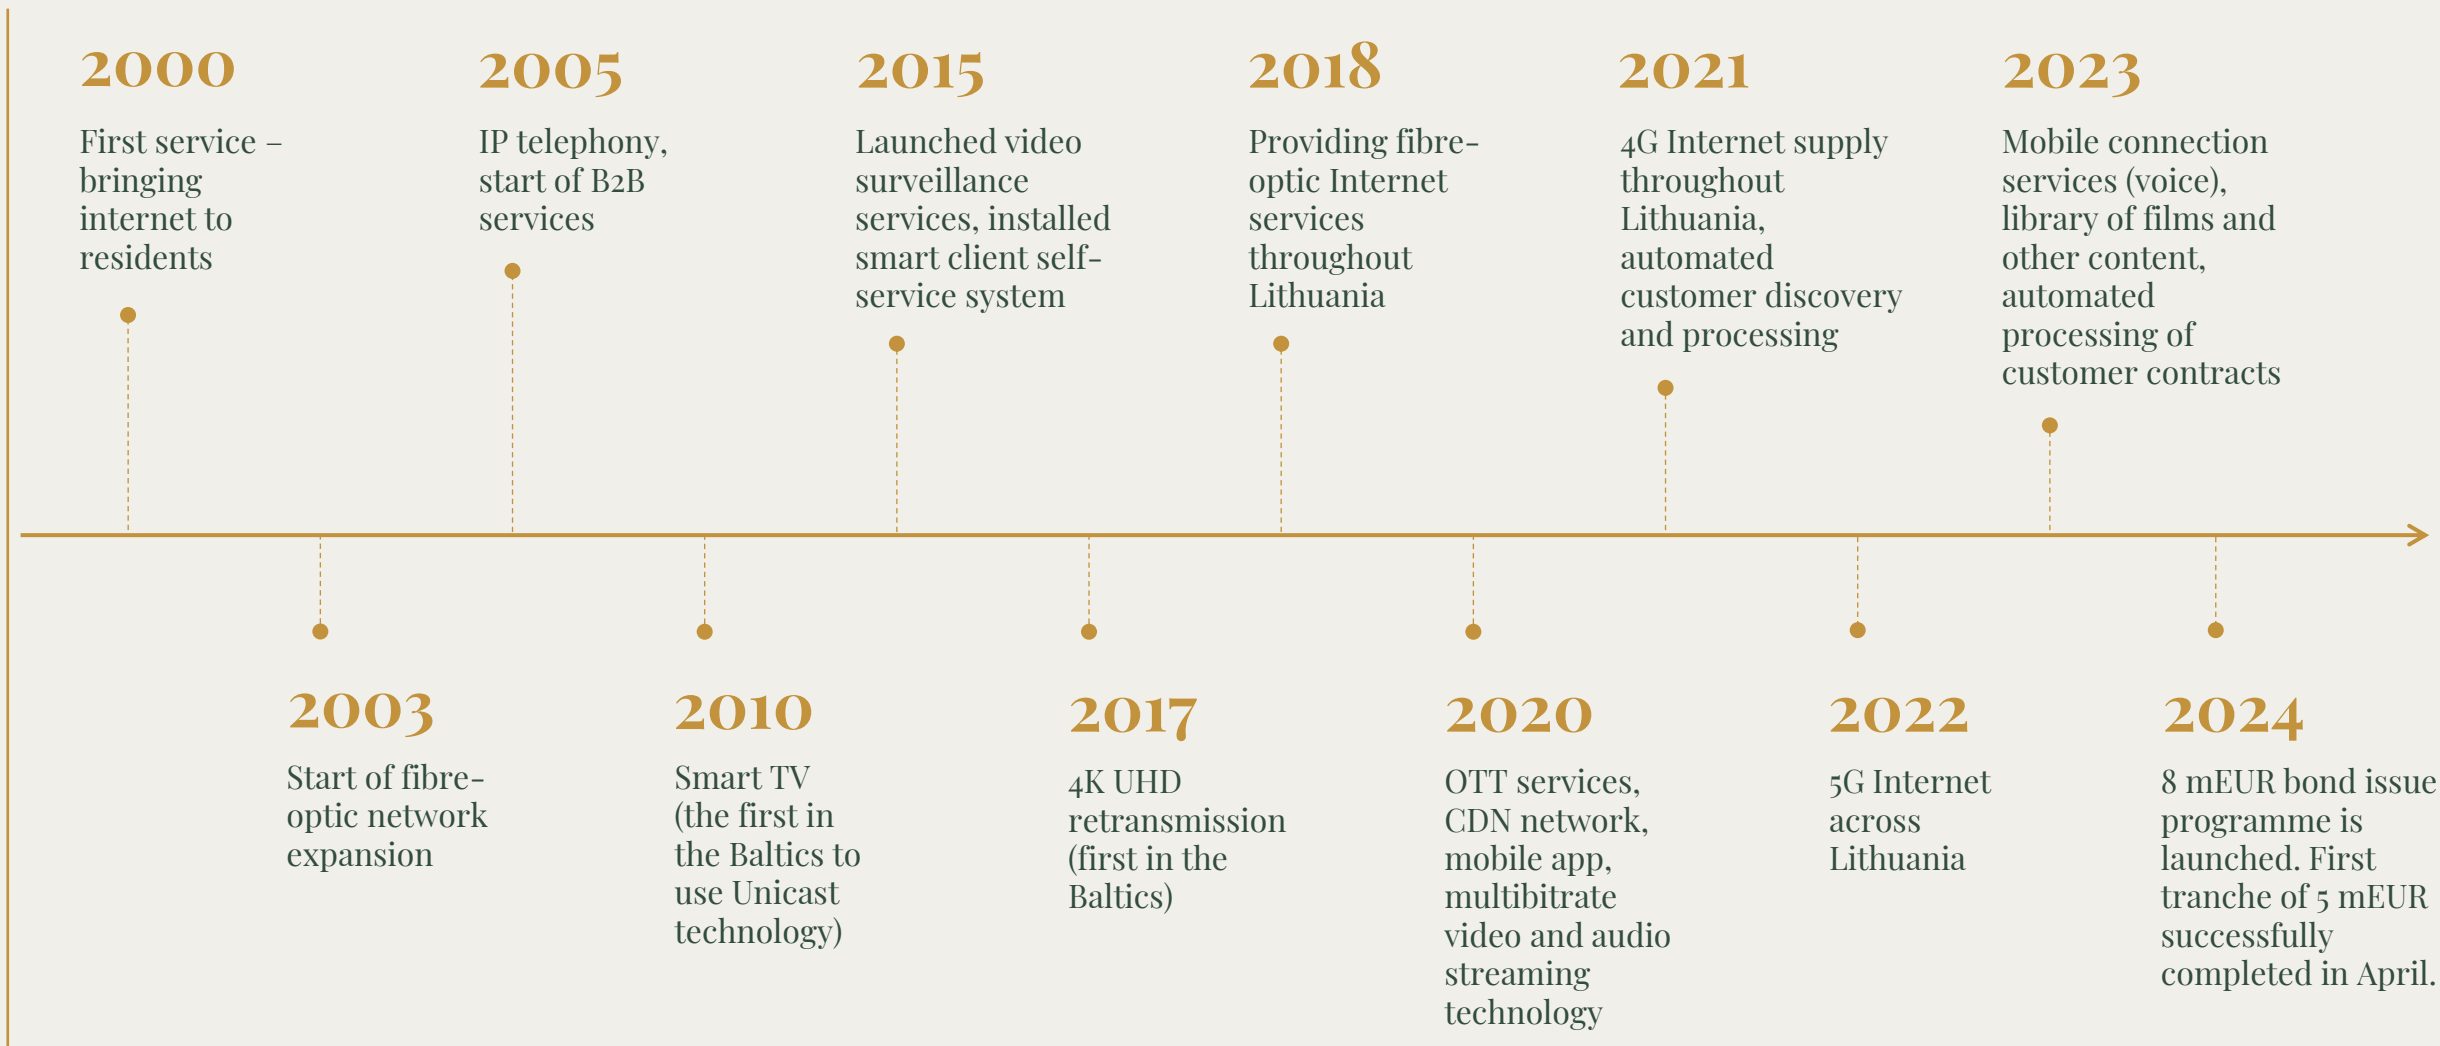 2000
First service –
bringing
internet to
residents
2005
IP telephony,
start of B2B
services
2015
Launched video
surveillance
services, installed
smart client self-
service system
2018
Providing fibre-
optic Internet
services
throughout
Lithuania
2021
4G Internet supply
throughout
Lithuania,
automated
customer discovery
and processing
2023
Mobile connection
services (voice),
library of films and
other content,
automated
processing of
customer contracts
2003
Start of fibre-
optic network
expansion
2010
Smart TV
(the first in
the Baltics to
use Unicast
technology)
2017
4K UHD
retransmission
(first in the
Baltics)
2020
OTT services,
CDN network,
mobile app,
multibitrate
video and audio
streaming
technology
2022
5G Internet
across
Lithuania
2024
8 mEUR bond issue
programme is
launched. First
tranche of 5 mEUR
successfully
completed in April.